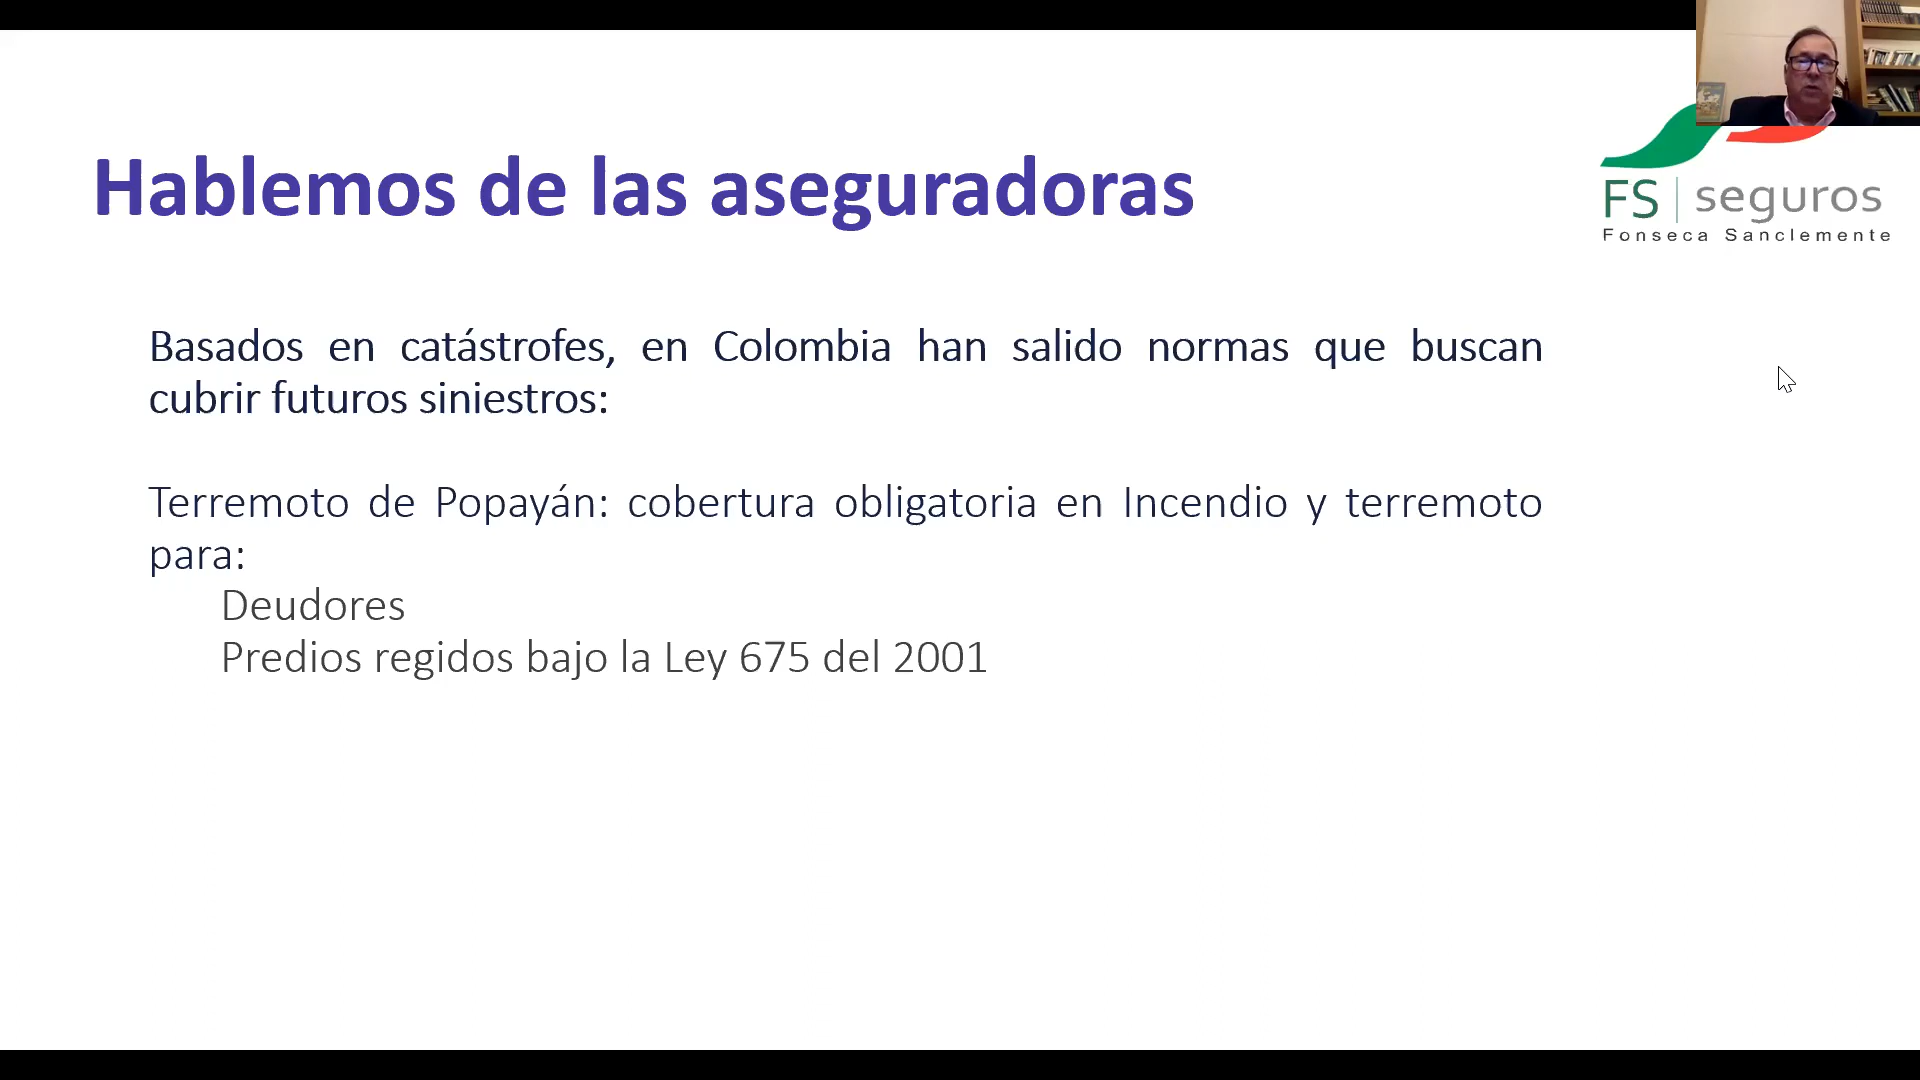 Hablemos de las aseguradoras
FS | seguros
Fonseca Sanclemente
Basados en catástrofes, en Colombia han salido normas que buscan
cubrir futuros siniestros:
Terremoto de Popayán: cobertura obligatoria en Incendio y terremoto
para:
Deudores
Predios regidos bajo la Ley 675 del 2001